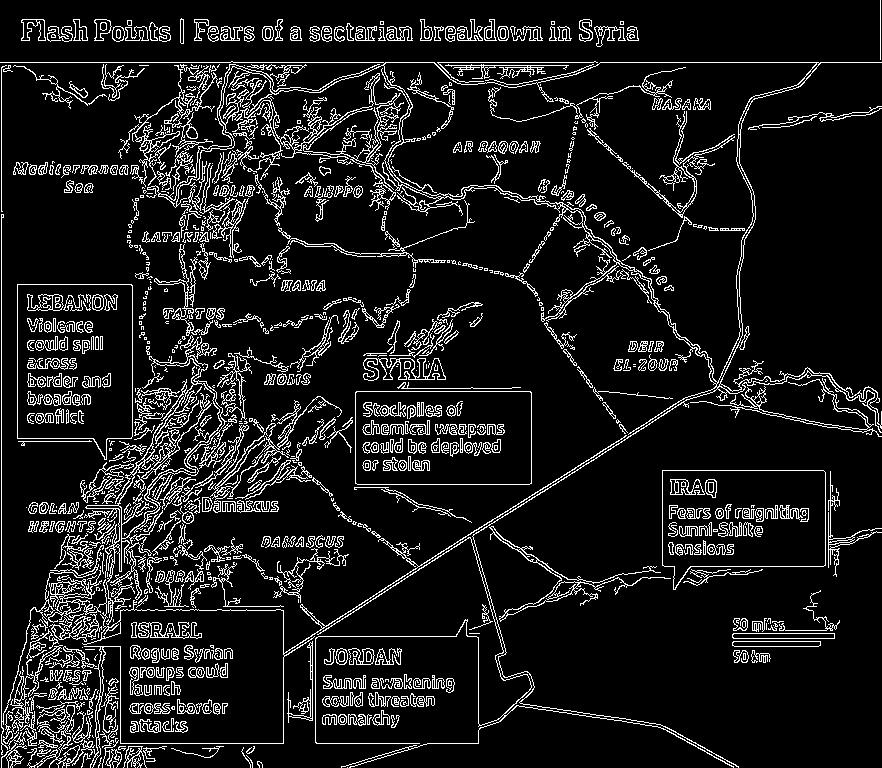 Flash Points | Fears of a sectarian breakdown in Syria
HASAKA
AR RAQQAH
Mediterranean
Sea
IDLIB
ALEPPO
Euphrates River
LATAKIA
HAMA
LEBANON
Violence
could spill
across
border and
broaden
conflict
TARTUS
DEIR
EL-ZOUR
SYRIA
HOMS
Stockpiles of
chemical weapons
could be deployed
or stolen
IRAQ
Fears of reigniting
Sunni-Shiite
tensions
GOLAN
HEIGHTS
Damascus
DAMASCUS
DERAA
ISRAEL
Rogue Syrian
groups could
launch
cross-border
attacks
JORDAN
Sunni awakening
could threaten
monarchy
50 miles
50 km
WEST
BANK